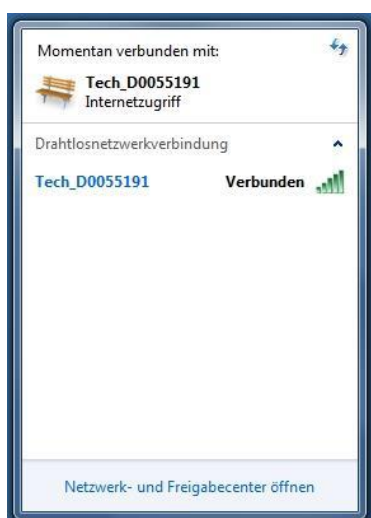 Momentan verbunden mit:
Tech_D0055191
Internetzugriff
Drahtlosnetzwerkverbindung
Tech_D0055191 Verbunden
Netzwerk- und Freigabecenter öffnen